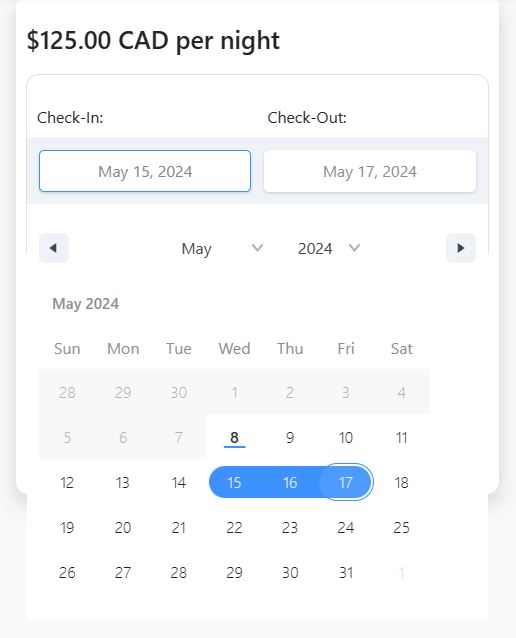 $125.00 CAD per night
Check-In: Check-Out:
May 15, 2024 May 17, 2024
May 2024
May 2024
Sun Mon Tue Wed Thu Fri Sat
28 29 30 1 2 3 4
5 6 7 8 9 10 11
12 13 14 15 16 17 18
19 20 21 22 23 24 25
26 27 28 29 30 31 1